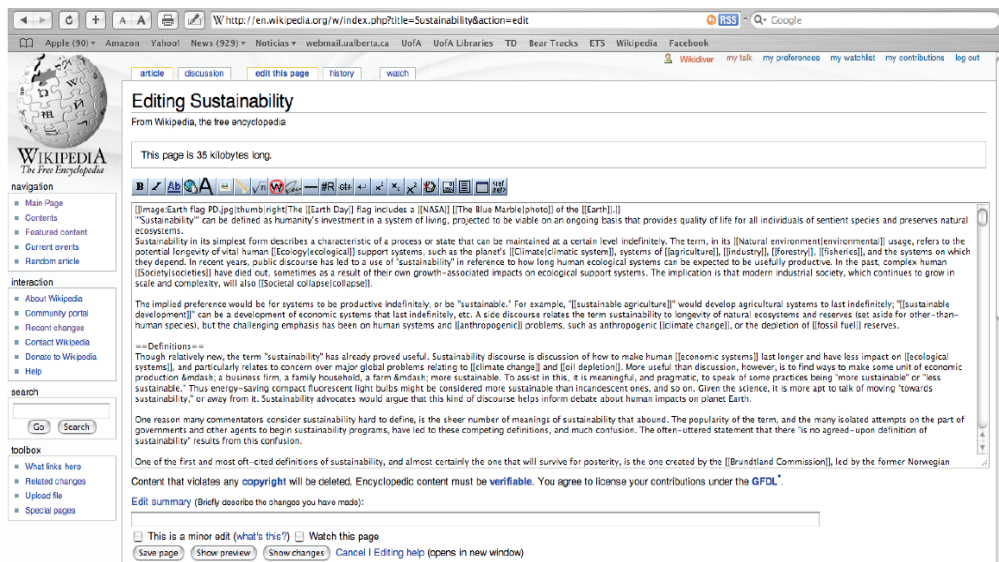 W http://en.wikipedia.org/w/index.php?title=Sustainability&action=edit
RSS
Q Google
Apple (90) Amazon Yahoo! News (929) Noticias webmail.ualberta.ca UofA UofA Libraries TD Bear Tracks ETS Wikipedia Facebook
Wikidiver my talk my preferences my watchlist my contributions log out
article discussion edit this page history watch
Editing Sustainability
From Wikipedia, the free encyclopedia
This page is 35 kilobytes long.
WIKIPEDIA
The Free Encyclopedia
navigation
Main Page
Contents
Featured content
Current events
Random article
interaction
About Wikipedia
Community portal
Recent changes
Contact Wikipedia
Donate to Wikipedia
Help
search
Go Search
toolbox
What links here
Related changes
Upload file
Special pages
[[Image:Earth flag PD.jpg|thumb|right|The [[Earth Day]] flag includes a [[NASA]] [[The Blue Marble|photo]] of the [[Earth]].]]
'''Sustainability''' can be defined as humanity's investment in a system of living, projected to be viable on an ongoing basis that provides quality of life for all individuals of sentient species and preserves natural
ecosystems.
Sustainability in its simplest form describes a characteristic of a process or state that can be maintained at a certain level indefinitely. The term, in its [[Natural environment|environmental]] usage, refers to the
potential longevity of vital human [[Ecology|ecological]] support systems, such as the planet's [[Climate|climatic system]], systems of [[agriculture]], [[industry]], [[forestry]], [[fisheries]], and the systems on which
they depend. In recent years, public discourse has led to a use of "sustainability" in reference to how long human ecological systems can be expected to be usefully productive. In the past, complex human
[[Society|societies]] have died out, sometimes as a result of their own growth-associated impacts on ecological support systems. The implication is that modern industrial society, which continues to grow in
scale and complexity, will also [[Societal collapse|collapse]].
The implied preference would be for systems to be productive indefinitely, or be "sustainable." For example, "[[sustainable agriculture]]" would develop agricultural systems to last indefinitely; "[[sustainable
development]]" can be a development of economic systems that last indefinitely, etc. A side discourse relates the term sustainability to longevity of natural ecosystems and reserves (set aside for other-than-
human species), but the challenging emphasis has been on human systems and [[anthropogenic]] problems, such as anthropogenic [[climate change]], or the depletion of [[fossil fuel]] reserves.
==Definitions==
Though relatively new, the term "sustainability" has already proved useful. Sustainability discourse is discussion of how to make human [[economic systems]] last longer and have less impact on [[ecological
systems]], and particularly relates to concern over major global problems relating to [[climate change]] and [[oil depletion]]. More useful than discussion, however, is to find ways to make some unit of economic
production &mdash; a business firm, a family household, a farm &mdash; more sustainable. To assist in this, it is meaningful, and pragmatic, to speak of some practices being "more sustainable" or "less
sustainable." Thus energy-saving compact fluorescent light bulbs might be considered more sustainable than incandescent ones, and so on. Given the science, it is more apt to talk of moving "towards
sustainability," or away from it. Sustainability advocates would argue that this kind of discourse helps inform debate about human impacts on planet Earth.
One reason many commentators consider sustainability hard to define, is the sheer number of meanings of sustainability that abound. The popularity of the term, and the many isolated attempts on the part of
governments and other agents to begin sustainability programs, have led to these competing definitions, and much confusion. The often-uttered statement that there "is no agreed-upon definition of
sustainability" results from this confusion.
One of the first and most oft-cited definitions of sustainability, and almost certainly the one that will survive for posterity, is the one created by the [[Brundtland Commission]], led by the former Norwegian
Content that violates any copyright will be deleted. Encyclopedic content must be verifiable. You agree to license your contributions under the GFDL*.
Edit summary (Briefly describe the changes you have made):
This is a minor edit (what's this?) Watch this page
Save page Show preview Show changes Cancel | Editing help (opens in new window)